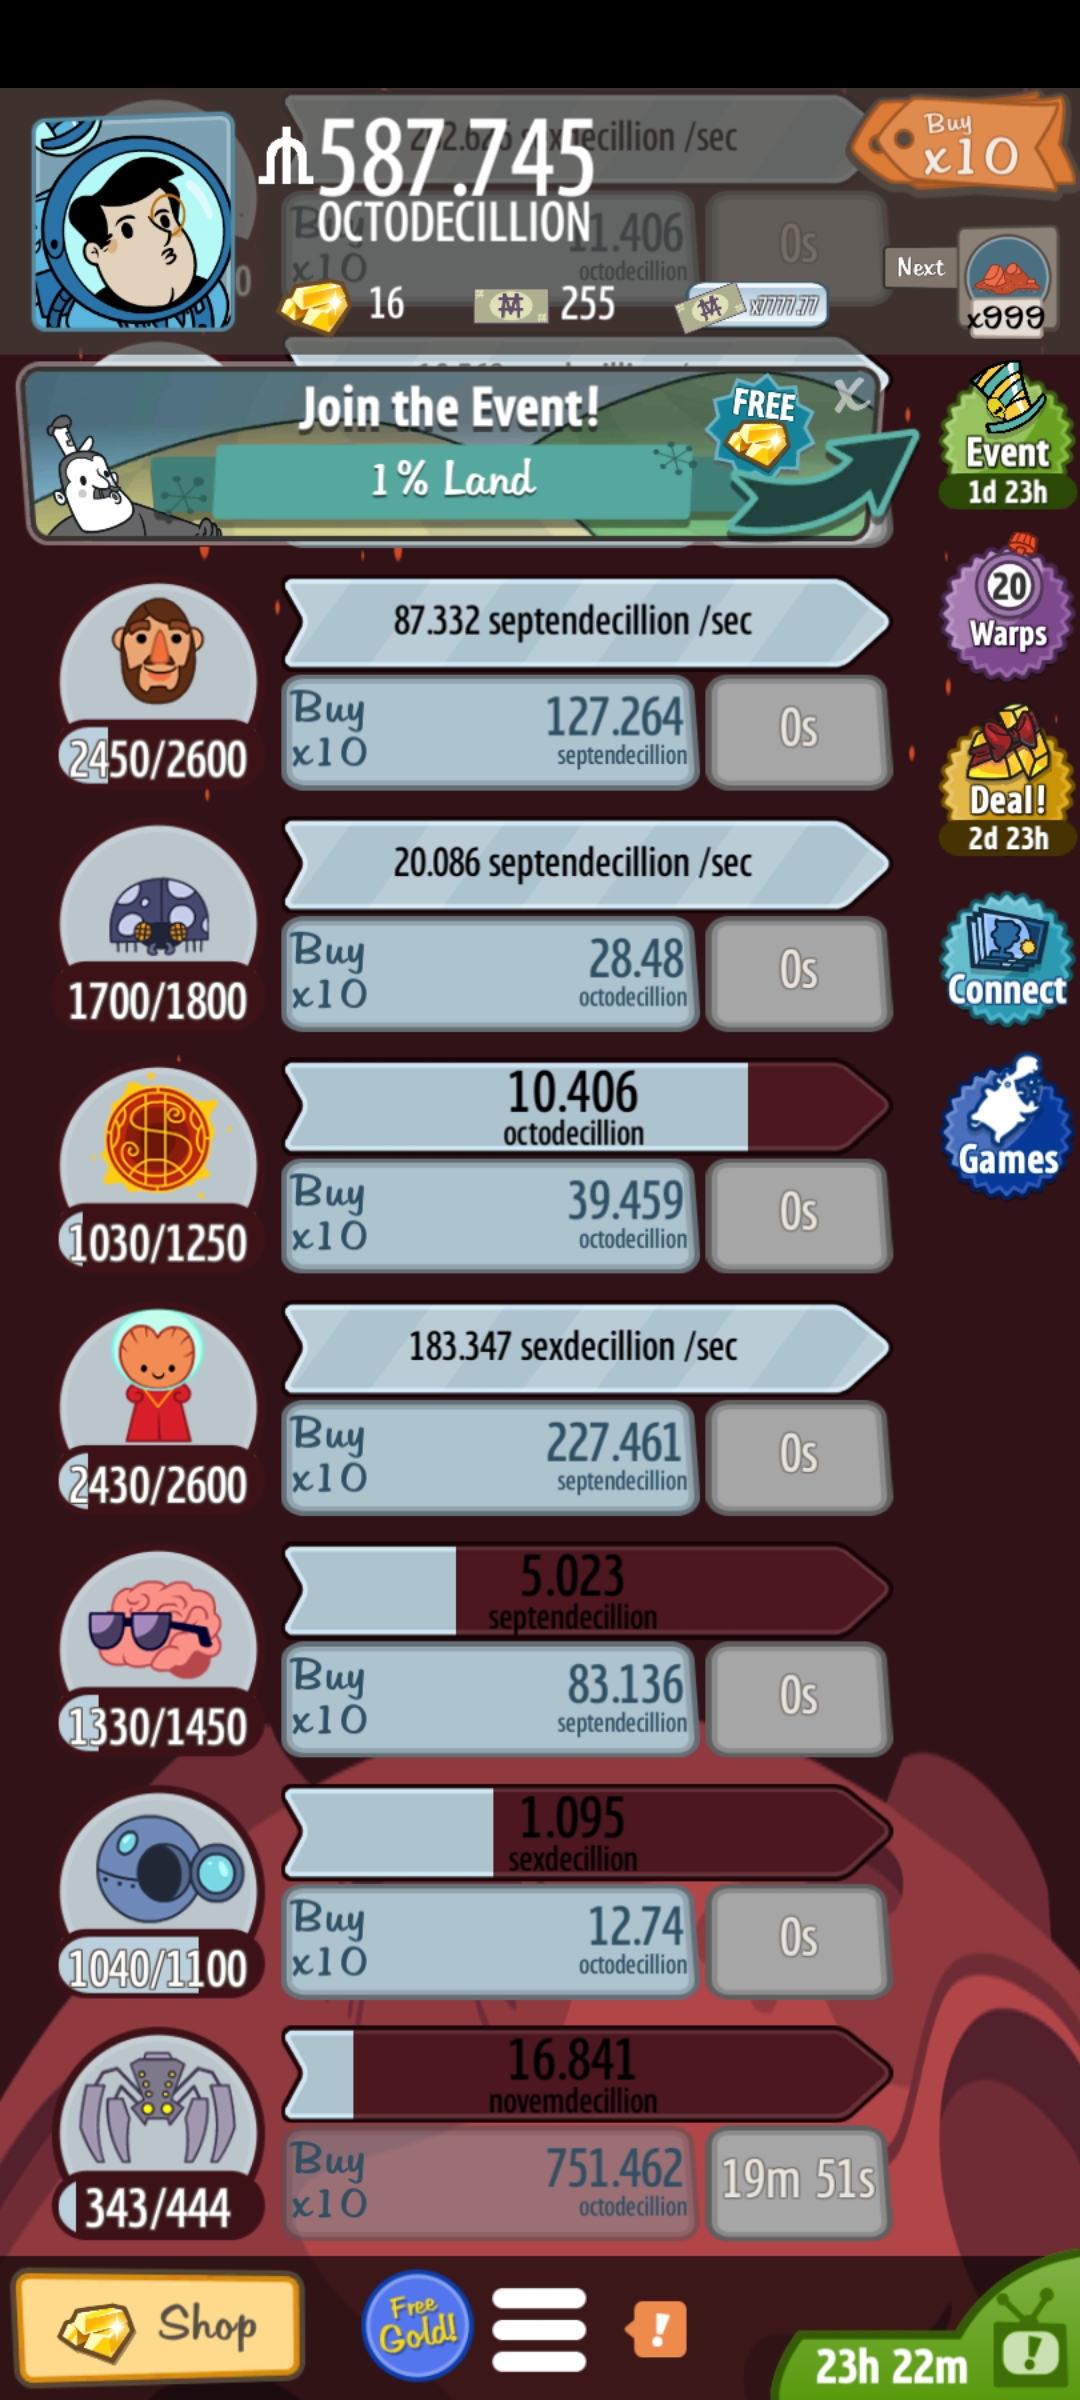 587.745
OCTODECILLION
Buy
x10
/sec
Buy
x10
11.406
octodecillion
0s
16
255
x7777.77
Next
x999
Join the Event!
1% Land
FREE
X
Event
1d 23h
87.332 septendecillion /sec
2450/2600
Buy
x10
127.264
septendecillion
0s
20
Warps
Deal!
2d 23h
20.086 septendecillion /sec
1700/1800
Buy
x10
28.48
octodecillion
0s
Connect
10.406
octodecillion
1030/1250
Buy
x10
39.459
octodecillion
0s
Games
183.347 sexdecillion /sec
2430/2600
Buy
x10
227.461
septendecillion
0s
5.023
septendecillion
1330/1450
Buy
x10
83.136
septendecillion
0s
1.095
sexdecillion
1040/1100
Buy
x10
12.74
octodecillion
0s
16.841
novemdecillion
343/444
Buy
x10
751.462
octodecillion
19m 51s
Shop
Free
Gold!
!
23h 22m
!